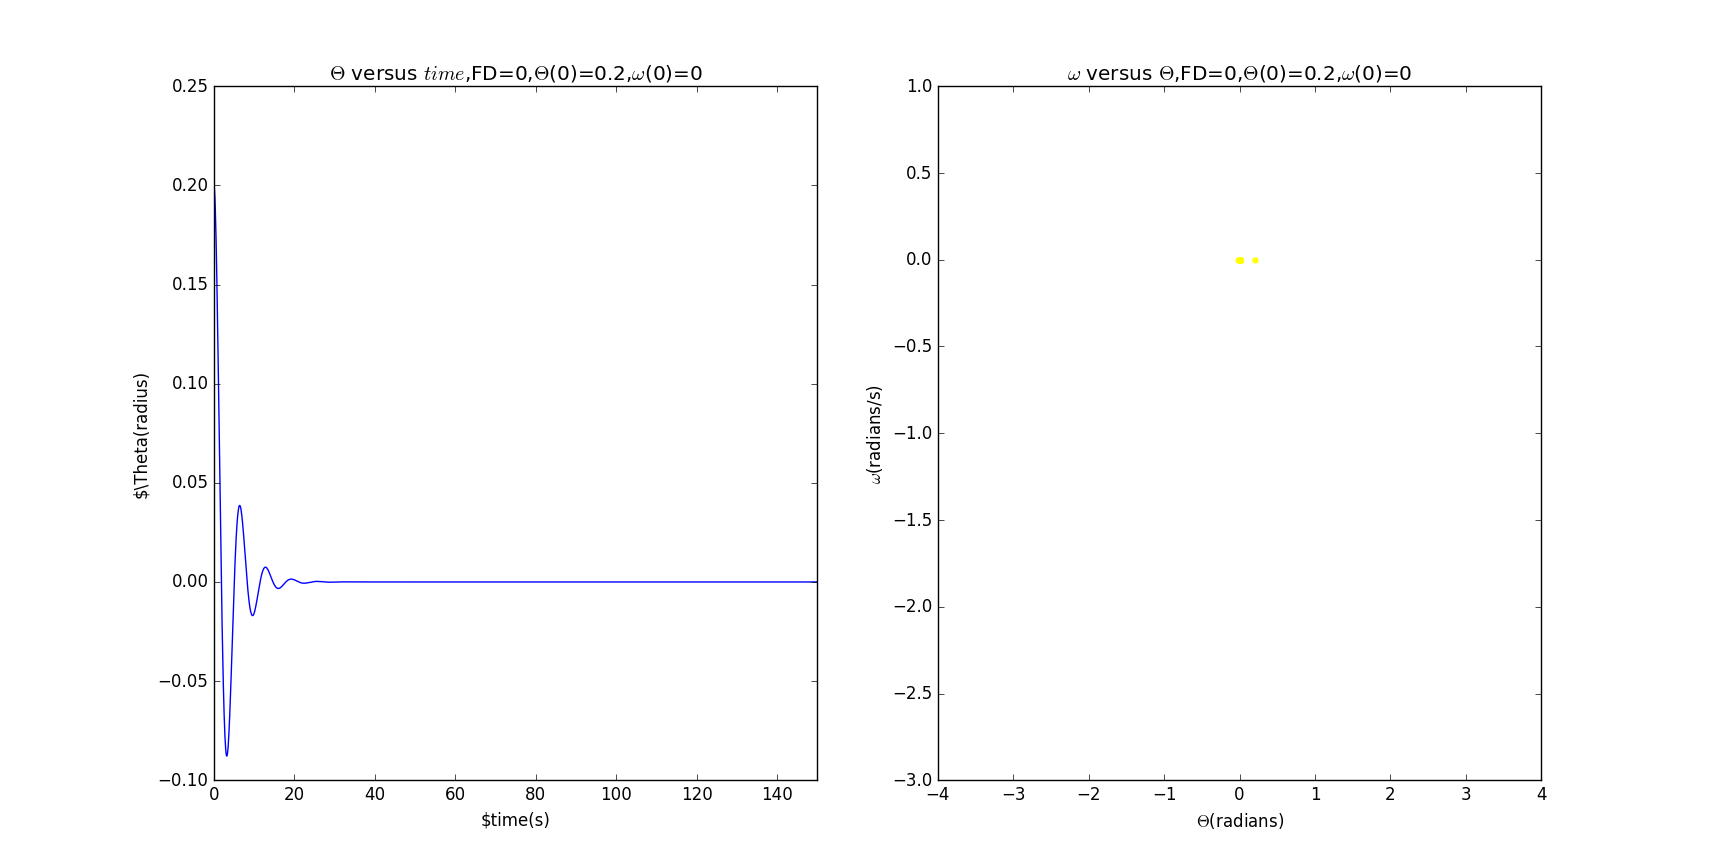 Θ versus time,FD=0,Θ(0)=0.2,ω(0)=0
0.25
0.20
0.15
0.10
0.05
0.00
−0.05
−0.10
$\Theta(radius)
0 20 40 60 80 100 120 140
$time(s)
ω versus Θ,FD=0,Θ(0)=0.2,ω(0)=0
1.0
0.5
0.0
−0.5
−1.0
−1.5
−2.0
−2.5
−3.0
ω(radians/s)
−4 −3 −2 −1 0 1 2 3 4
Θ(radians)